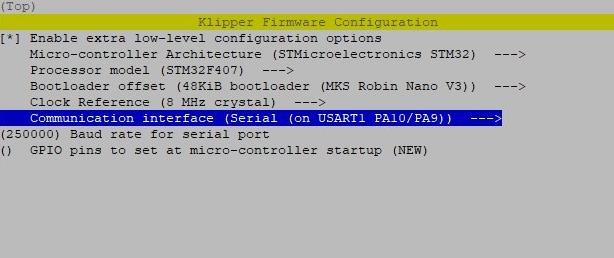 (Top)
Klipper Firmware Configuration
[*] Enable extra low-level configuration options
Micro-controller Architecture (STMicroelectronics STM32)  --->
Processor model (STM32F407)  --->
Bootloader offset (48KiB bootloader (MKS Robin Nano V3))  --->
Clock Reference (8 MHz crystal)  --->
Communication interface (Serial (on USART1 PA10/PA9))  --->
(250000) Baud rate for serial port
()  GPIO pins to set at micro-controller startup (NEW)